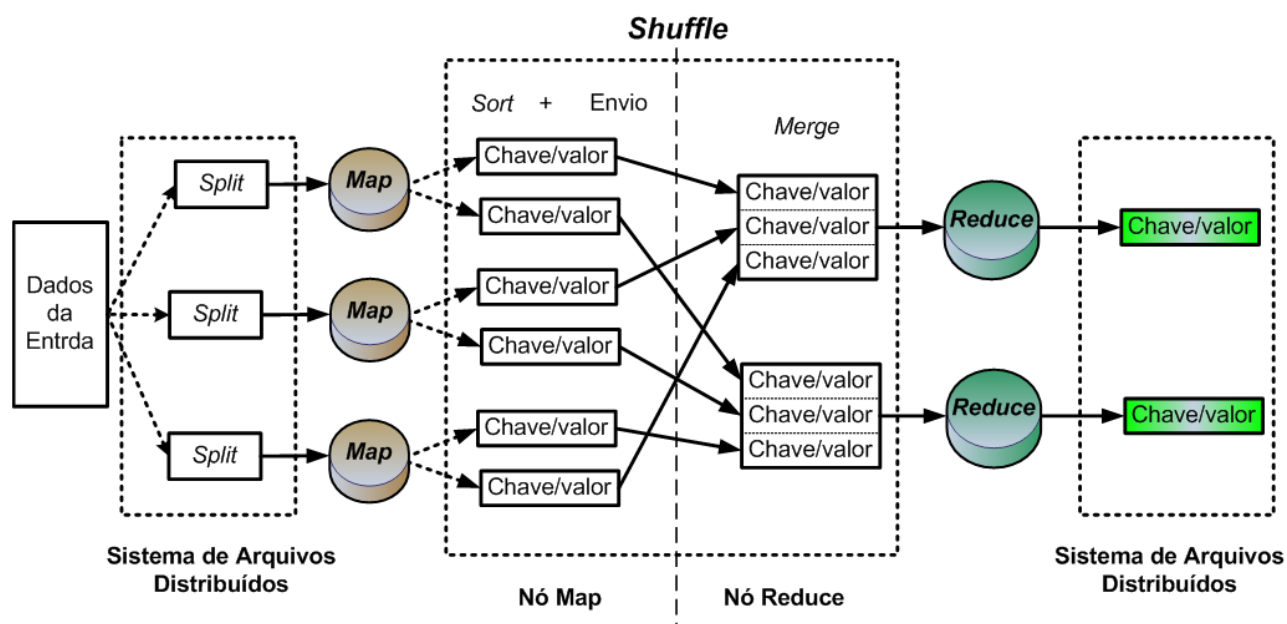 Shuffle
Sort + Envio
Merge
Dados
da
Entrda
Split
Split
Split
Map
Map
Map
Chave/valor
Chave/valor
Chave/valor
Chave/valor
Chave/valor
Chave/valor
Chave/valor
Chave/valor
Chave/valor
Chave/valor
Chave/valor
Chave/valor
Reduce
Reduce
Chave/valor
Chave/valor
Sistema de Arquivos
Distribuídos
Nó Map
Nó Reduce
Sistema de Arquivos
Distribuídos